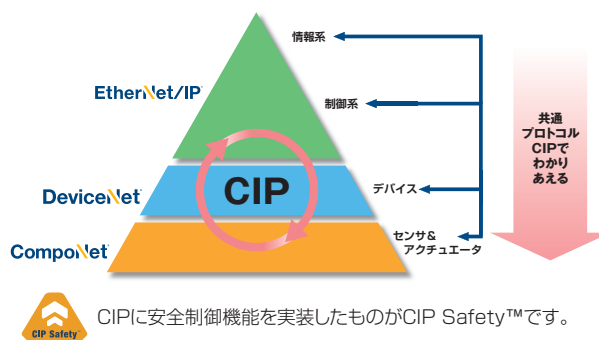 情報系
EtherNet/IP
制御系
共通
プロトコル
CIPで
わかり
あえる
CIP
デバイス
DeviceNet
センサ&
アクチュエータ
CompoNet
CIP Safety™
CIPに安全制御機能を実装したものがCIP Safety™です。